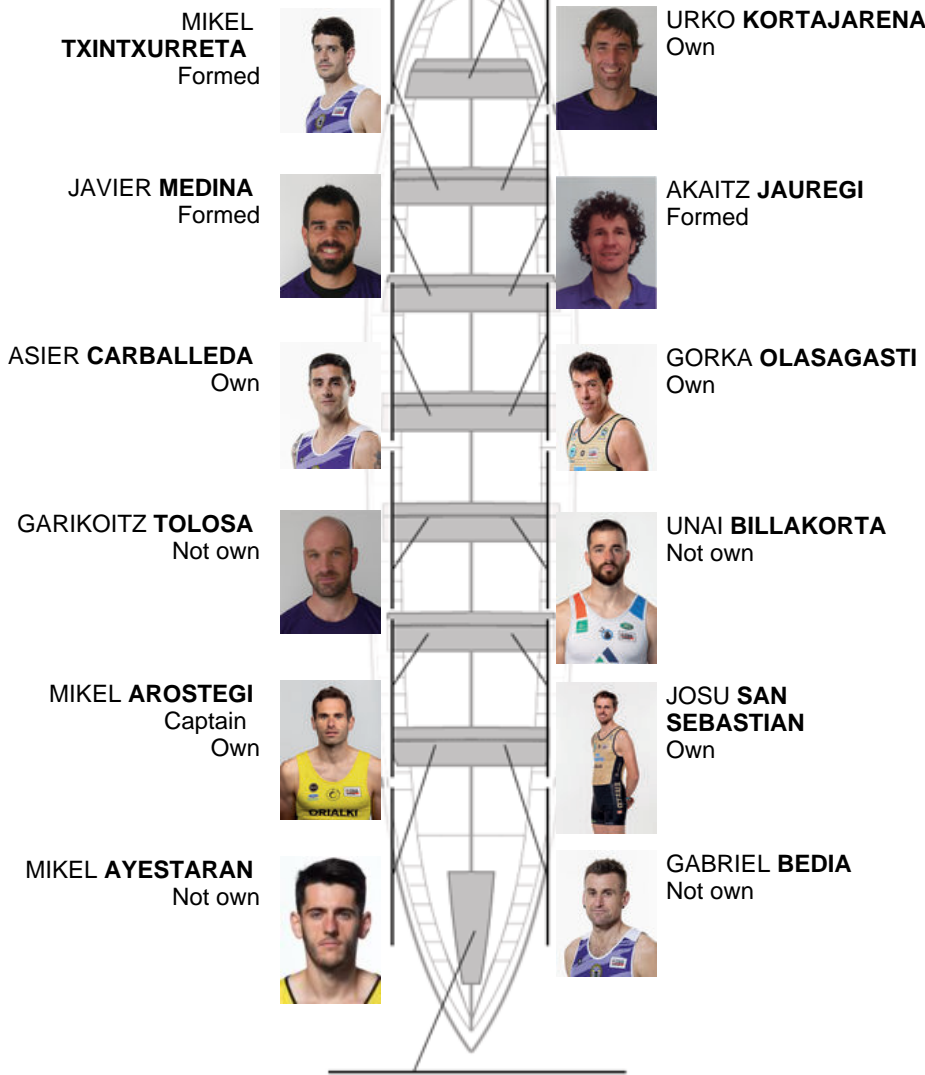 MIKEL
TXINTXURRETA
Formed
URKO KORTAJARENA
Own
JAVIER MEDINA
Formed
AKAITZ JAUREGI
Formed
ASIER CARBALLEDA
Own
GORKA OLASAGASTI
Own
GARIKOITZ TOLOSA
Not own
UNAI BILLAKORTA
Not own
MIKEL AROSTEGI
Captain
Own
ORIALKI
JOSU SAN
SEBASTIAN
Own
MIKEL AYESTARAN
Not own
GABRIEL BEDIA
Not own